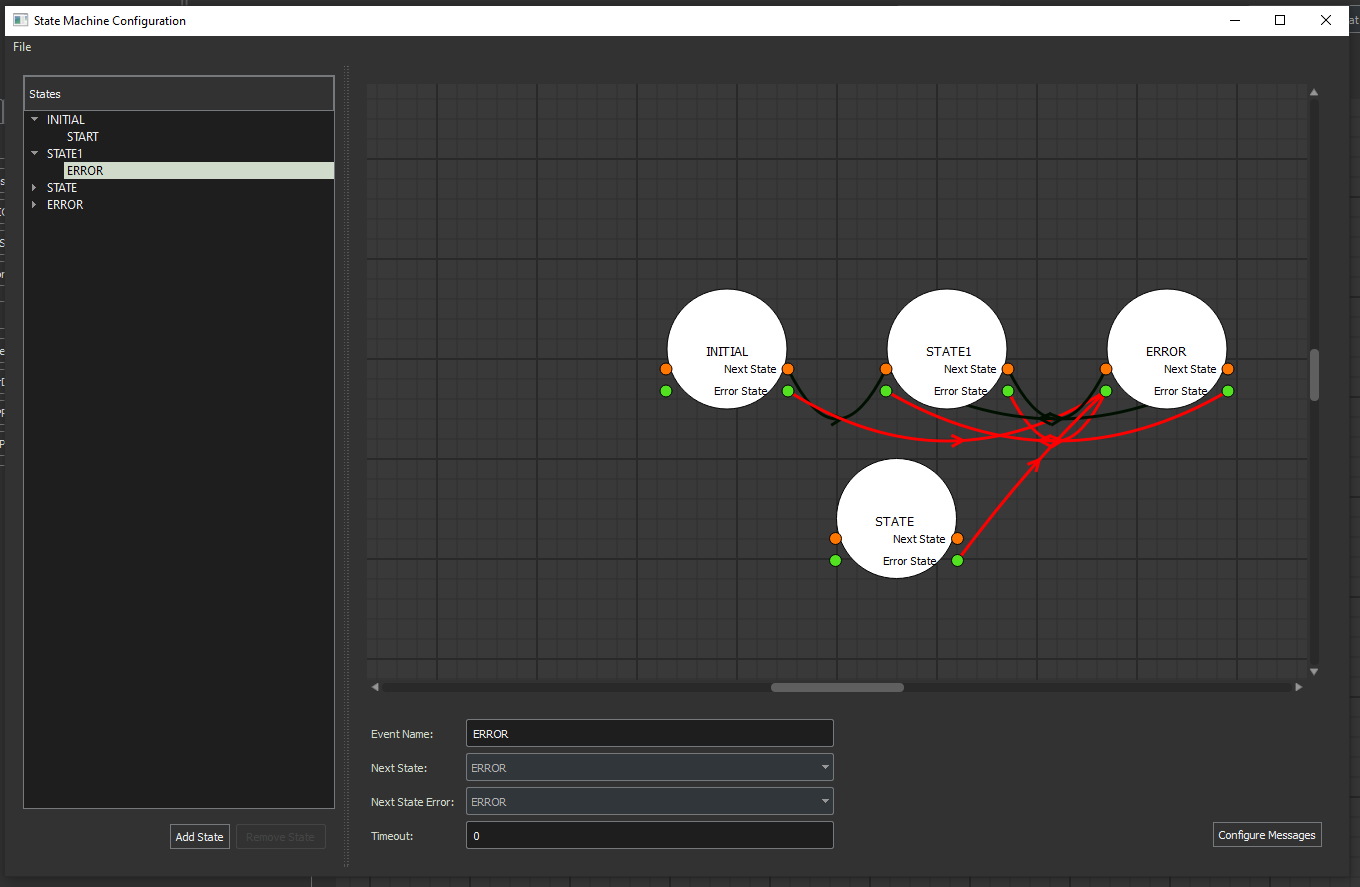 State Machine Configuration
File
States
INITIAL
START
STATE1
ERROR
STATE
ERROR
Add State
Remove State
INITIAL
Next State
Error State
STATE1
Next State
Error State
ERROR
Next State
Error State
STATE
Next State
Error State
Event Name: ERROR
Next State: ERROR
Next State Error: ERROR
Timeout: 0
Configure Messages